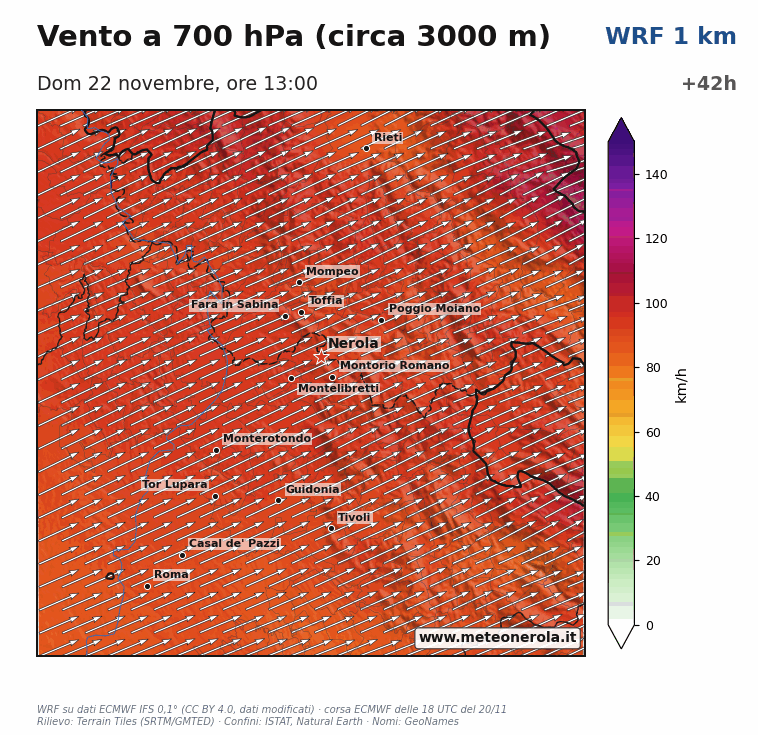 Vento a 700 hPa (circa 3000 m)
WRF 1 km
Dom 22 novembre, ore 13:00
+42h
Rieti
Mompeo
Toffia
Fara in Sabina
Poggio Moiano
Nerola
Montorio Romano
Montelibretti
Monterotondo
Tor Lupara
Guidonia
Tivoli
Casal de' Pazzi
Roma
www.meteonerola.it
140
120
100
80
60
40
20
0
km/h
WRF su dati ECMWF IFS 0,1° (CC BY 4.0, dati modificati) · corsa ECMWF delle 18 UTC del 20/11
Rilievo: Terrain Tiles (SRTM/GMTED) · Confini: ISTAT, Natural Earth · Nomi: GeoNames